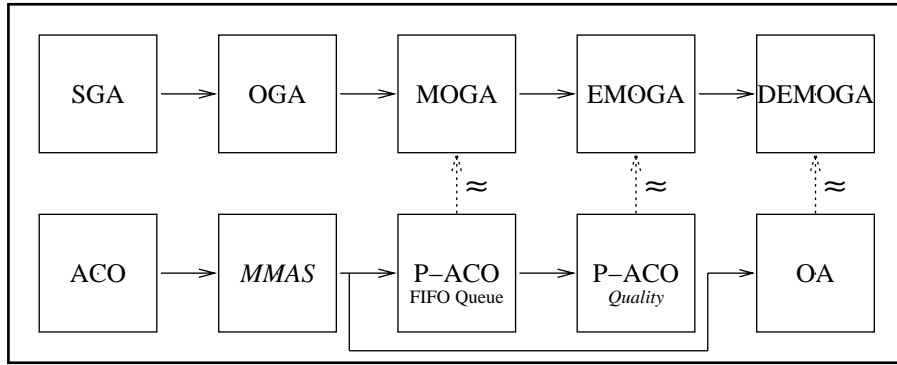 SGA
OGA
MOGA
EMOGA
DEMOGA
≈
≈
≈
ACO
MMAS
P−ACO
FIFO Queue
P−ACO
Quality
OA